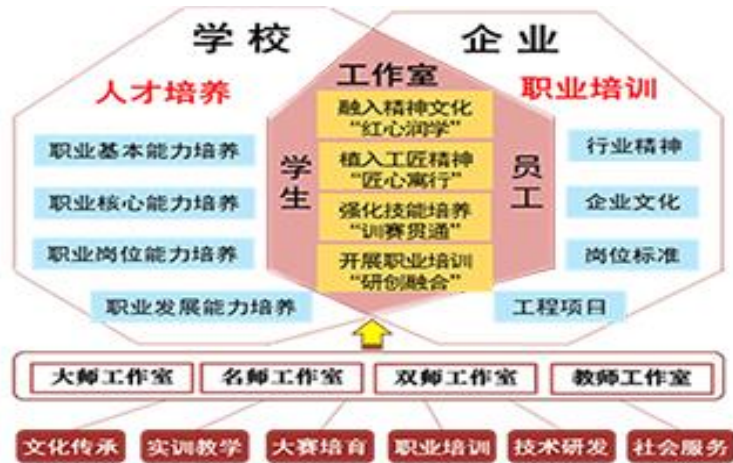 学校
企业
人才培养
工作室
职业培训
融入精神文化
“红心润学”
职业基本能力培养
植入工匠精神
“匠心寓行”
行业精神
学生
员工
职业核心能力培养
强化技能培养
“训赛贯通”
企业文化
职业岗位能力培养
开展职业培训
“研创融合”
岗位标准
职业发展能力培养
工程项目
大师工作室
名师工作室
双师工作室
教师工作室
文化传承
实训教学
大赛培育
职业培训
技术研发
社会服务